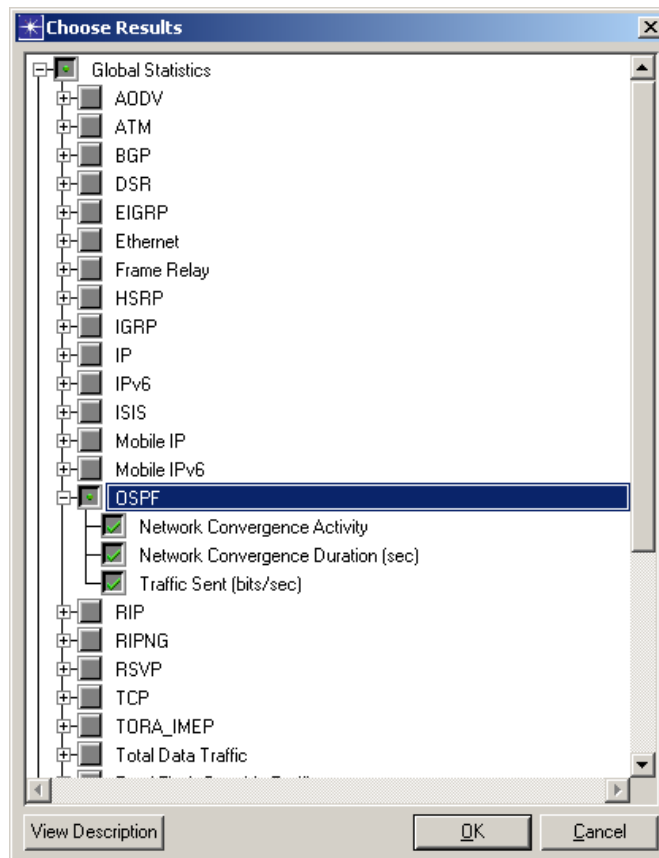 Choose Results
Global Statistics
AODV
ATM
BGP
DSR
EIGRP
Ethernet
Frame Relay
HSRP
IGRP
IP
IPv6
ISIS
Mobile IP
Mobile IPv6
OSPF
Network Convergence Activity
Network Convergence Duration (sec)
Traffic Sent (bits/sec)
RIP
RIPNG
RSVP
TCP
TORA_IMEP
Total Data Traffic
View Description
OK
Cancel